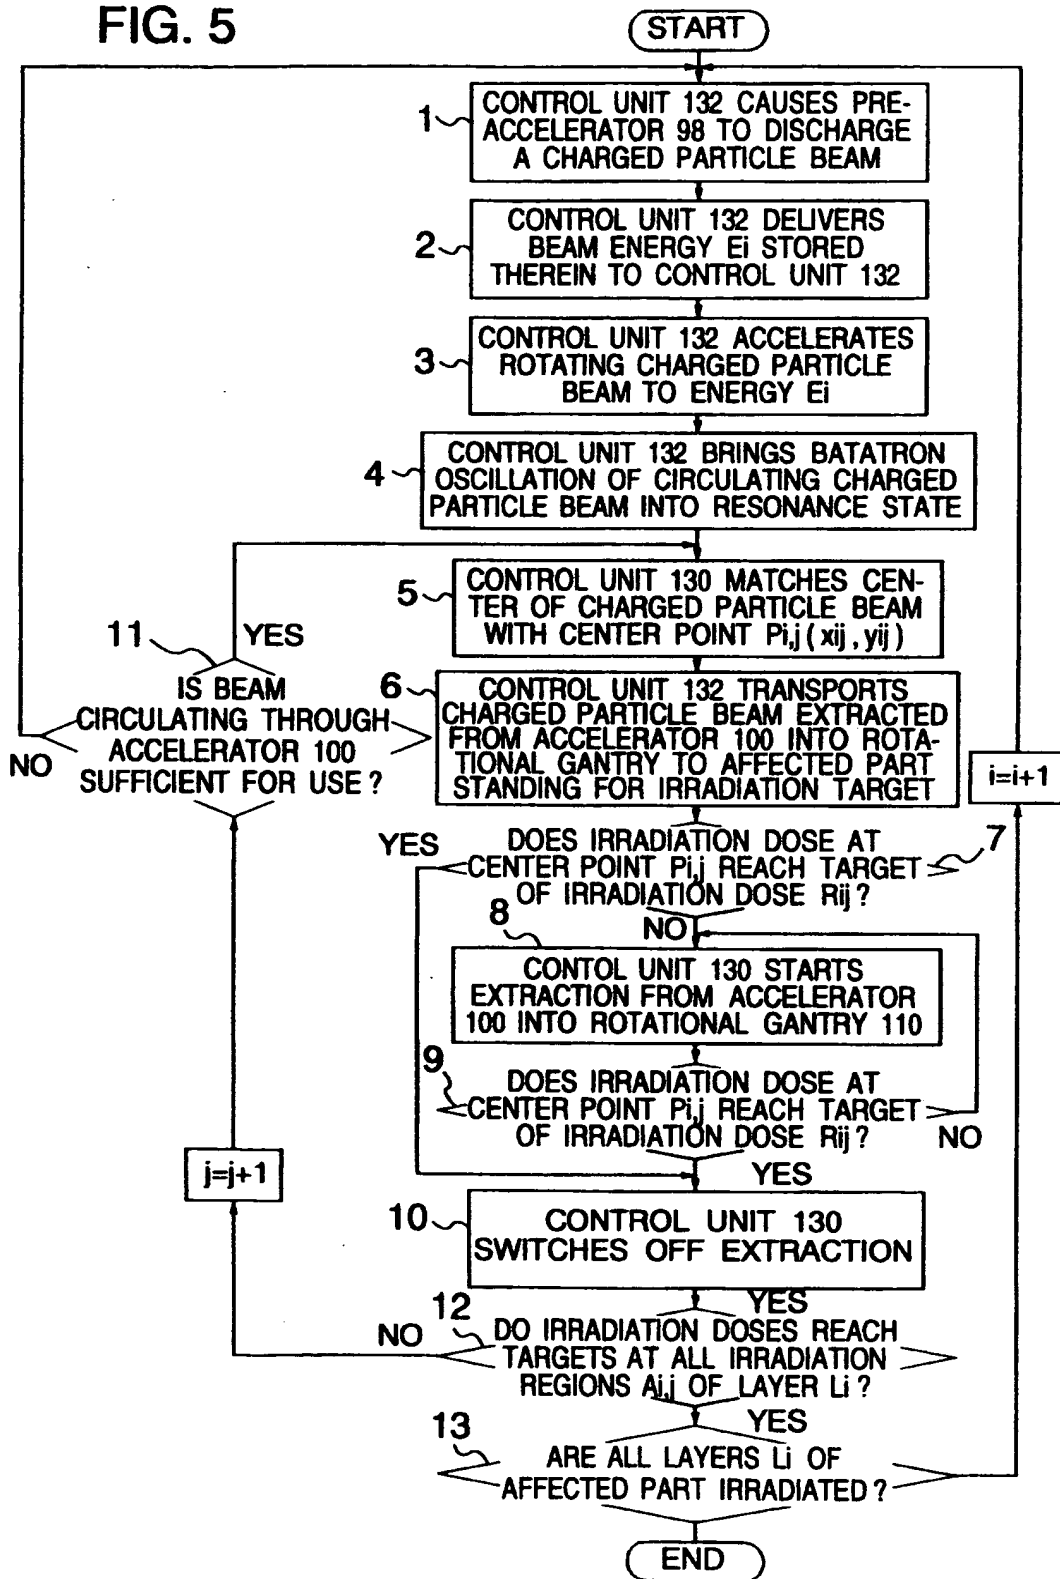 FIG. 5
START
1
CONTROL UNIT 132 CAUSES PRE-
ACCELERATOR 98 TO DISCHARGE
A CHARGED PARTICLE BEAM
2
CONTROL UNIT 132 DELIVERS
BEAM ENERGY Ei STORED
THEREIN TO CONTROL UNIT 132
3
CONTROL UNIT 132 ACCELERATES
ROTATING CHARGED PARTICLE
BEAM TO ENERGY Ei
4
CONTROL UNIT 132 BRINGS BATATRON
OSCILLATION OF CIRCULATING CHARGED
PARTICLE BEAM INTO RESONANCE STATE
5
CONTROL UNIT 130 MATCHES CEN-
TER OF CHARGED PARTICLE BEAM
WITH CENTER POINT Pi,j ( xij , yij )
11
YES
IS BEAM
CIRCULATING THROUGH
ACCELERATOR 100
SUFFICIENT FOR USE ?
NO
6
CONTROL UNIT 132 TRANSPORTS
CHARGED PARTICLE BEAM EXTRACTED
FROM ACCELERATOR 100 INTO ROTA-
TIONAL GANTRY TO AFFECTED PART
STANDING FOR IRRADIATION TARGET
i=i+1
YES
DOES IRRADIATION DOSE AT
CENTER POINT Pi,j REACH TARGET
OF IRRADIATION DOSE Rij ?
7
NO
8
CONTOL UNIT 130 STARTS
EXTRACTION FROM ACCELERATOR
100 INTO ROTATIONAL GANTRY 110
9
DOES IRRADIATION DOSE AT
CENTER POINT Pi,j REACH TARGET
OF IRRADIATION DOSE Rij ?
NO
YES
j=j+1
10
CONTROL UNIT 130
SWITCHES OFF EXTRACTION
YES
12
NO
DO IRRADIATION DOSES REACH
TARGETS AT ALL IRRADIATION
REGIONS Ai,j OF LAYER Li ?
YES
13
ARE ALL LAYERS Li OF
AFFECTED PART IRRADIATED ?
END